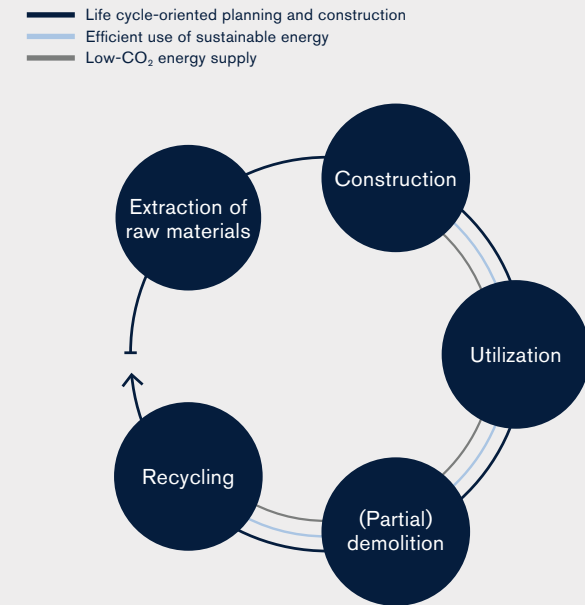 Life cycle-oriented planning and construction
Efficient use of sustainable energy
Low-CO₂ energy supply
Construction
Extraction of
raw materials
Utilization
Recycling
(Partial)
demolition